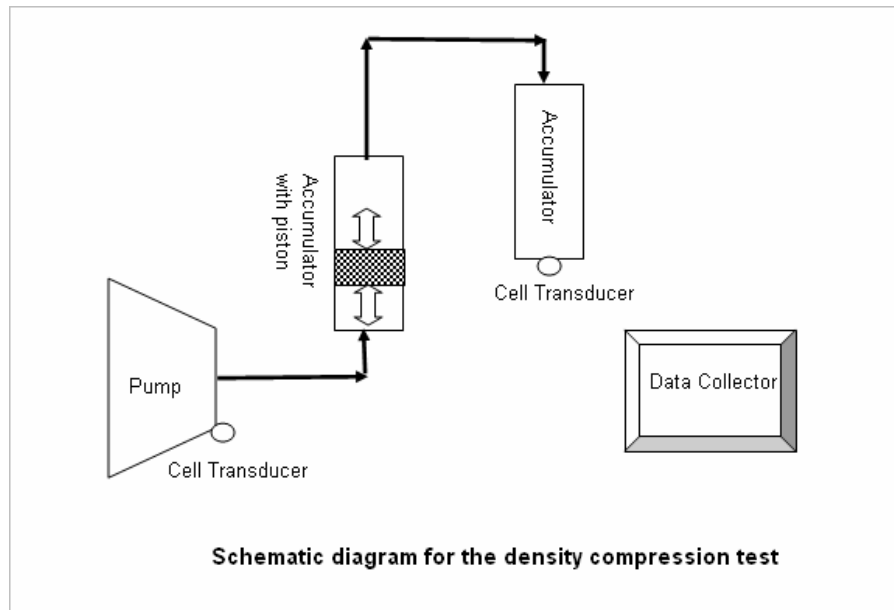 Accumulator
with piston
Accumulator
Cell Transducer
Pump
Data Collector
Cell Transducer
Schematic diagram for the density compression test